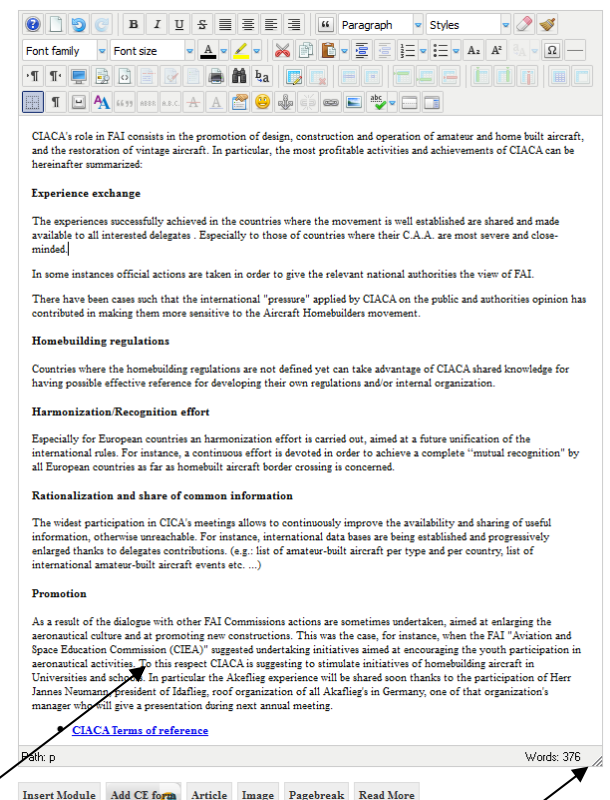 B I U S Paragraph Styles
Font family Font size A
CIACA's role in FAI consists in the promotion of design, construction and operation of amateur and home built aircraft,
and the restoration of vintage aircraft. In particular, the most profitable activities and achievements of CIACA can be
hereinafter summarized:
Experience exchange
The experiences successfully achieved in the countries where the movement is well established are shared and made
available to all interested delegates . Especially to those of countries where their C.A.A. are most severe and close-
minded.
In some instances official actions are taken in order to give the relevant national authorities the view of FAI.
There have been cases such that the international "pressure" applied by CIACA on the public and authorities opinion has
contributed in making them more sensitive to the Aircraft Homebuilders movement.
Homebuilding regulations
Countries where the homebuilding regulations are not defined yet can take advantage of CIACA shared knowledge for
having possible effective reference for developing their own regulations and/or internal organization.
Harmonization/Recognition effort
Especially for European countries an harmonization effort is carried out, aimed at a future unification of the
international rules. For instance, a continuous effort is devoted in order to achieve a complete "mutual recognition" by
all European countries as far as homebuilt aircraft border crossing is concerned.
Rationalization and share of common information
The widest participation in CICA's meetings allows to continuously improve the availability and sharing of useful
information, otherwise unreachable. For instance, international data bases are being established and progressively
enlarged thanks to delegates contributions. (e.g.: list of amateur-built aircraft per type and per country, list of
international amateur-built aircraft events etc. ...)
Promotion
As a result of the dialogue with other FAI Commissions actions are sometimes undertaken, aimed at enlarging the
aeronautical culture and at promoting new constructions. This was the case, for instance, when the FAI "Aviation and
Space Education Commission (CIEA)" suggested undertaking initiatives aimed at encouraging the youth participation in
aeronautical activities. To this respect CIACA is suggesting to stimulate initiatives of homebuilding aircraft in
Universities and schools. In particular the Akeflieg experience will be shared soon thanks to the participation of Herr
Jannes Neumann, president of Idaflieg, roof organization of all Akaflieg's in Germany, one of that organization's
manager who will give a presentation during next annual meeting.
• CIACA Terms of reference
Path: p Words: 376
Insert Module Add CE form Article Image Pagebreak Read More